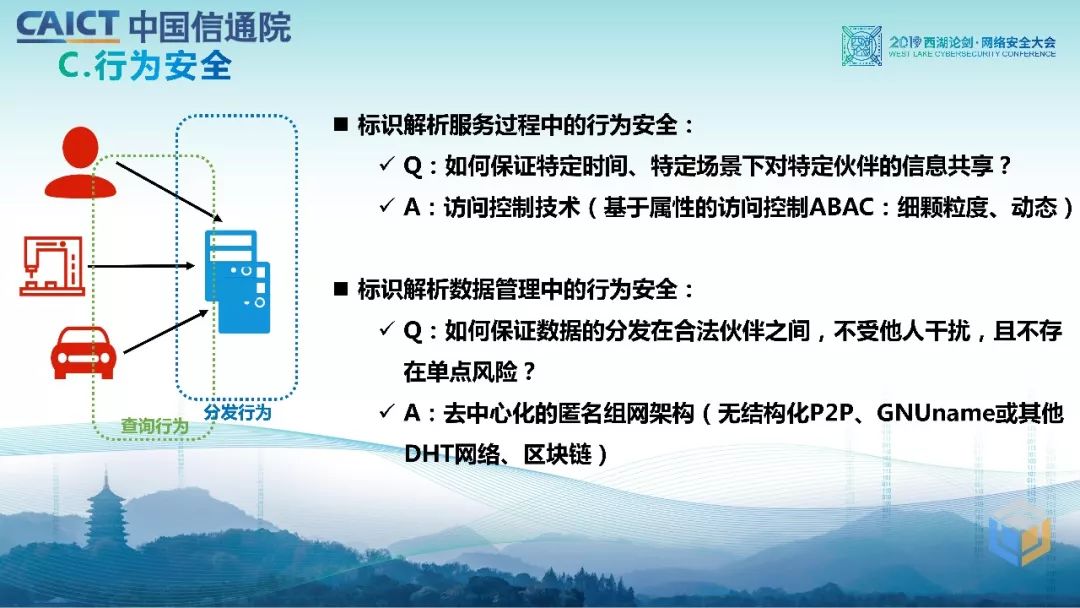 CAICT 中国信通院
2019 西湖论剑·网络安全大会
WEST LAKE CYBERSECURITY CONFERENCE
C.行为安全
■ 标识解析服务过程中的行为安全：
✓ Q：如何保证特定时间、特定场景下对特定伙伴的信息共享？
✓ A：访问控制技术（基于属性的访问控制ABAC：细颗粒度、动态）
■ 标识解析数据管理中的行为安全：
✓ Q：如何保证数据的分发在合法伙伴之间，不受他人干扰，且不存
在单点风险？
✓ A：去中心化的匿名组网架构（无结构化P2P、GNUname或其他
DHT网络、区块链）
分发行为
查询行为